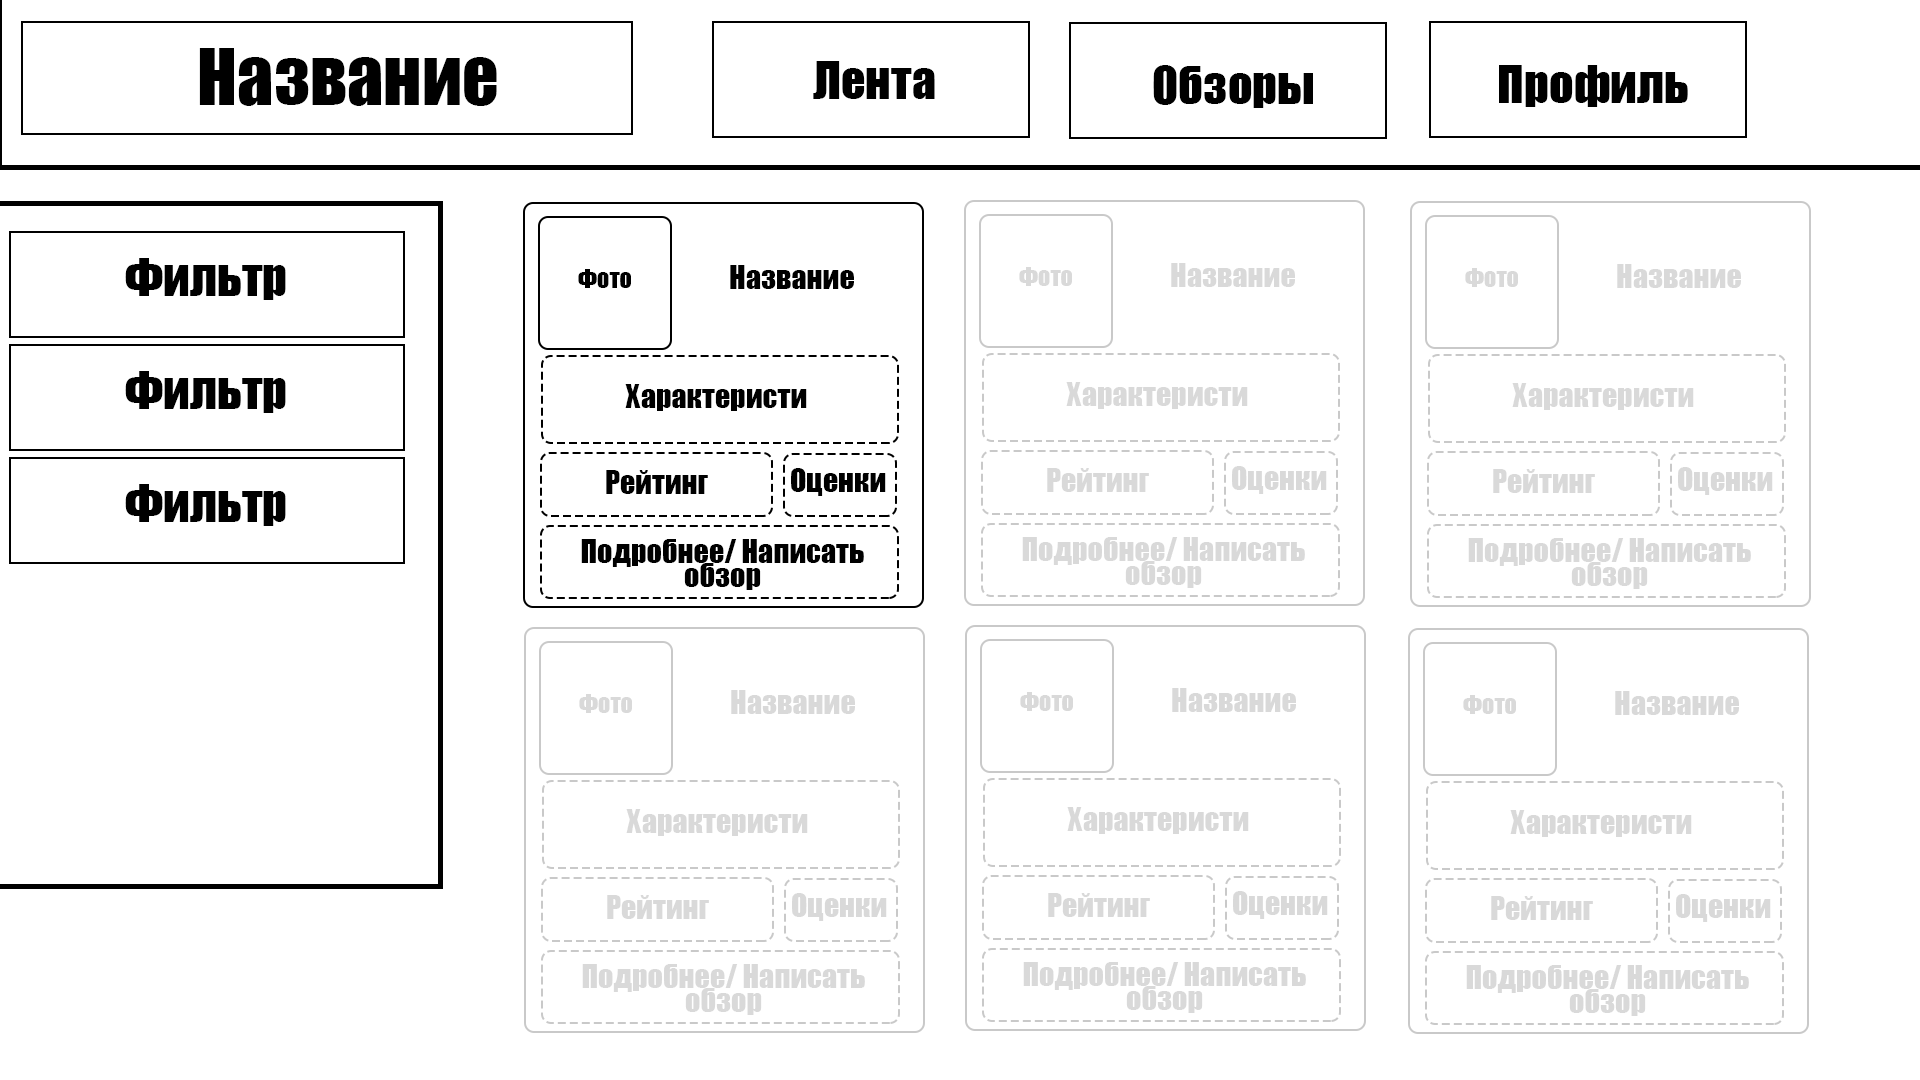 Название
Лента
Обзоры
Профиль
Фильтр
Фильтр
Фильтр
Фото
Название
Характеристи
Рейтинг
Оценки
Подробнее/ Написать
обзор
Фото
Название
Характеристи
Рейтинг
Оценки
Подробнее/ Написать
обзор
Фото
Название
Характеристи
Рейтинг
Оценки
Подробнее/ Написать
обзор
Фото
Название
Характеристи
Рейтинг
Оценки
Подробнее/ Написать
обзор
Фото
Название
Характеристи
Рейтинг
Оценки
Подробнее/ Написать
обзор
Фото
Название
Характеристи
Рейтинг
Оценки
Подробнее/ Написать
обзор